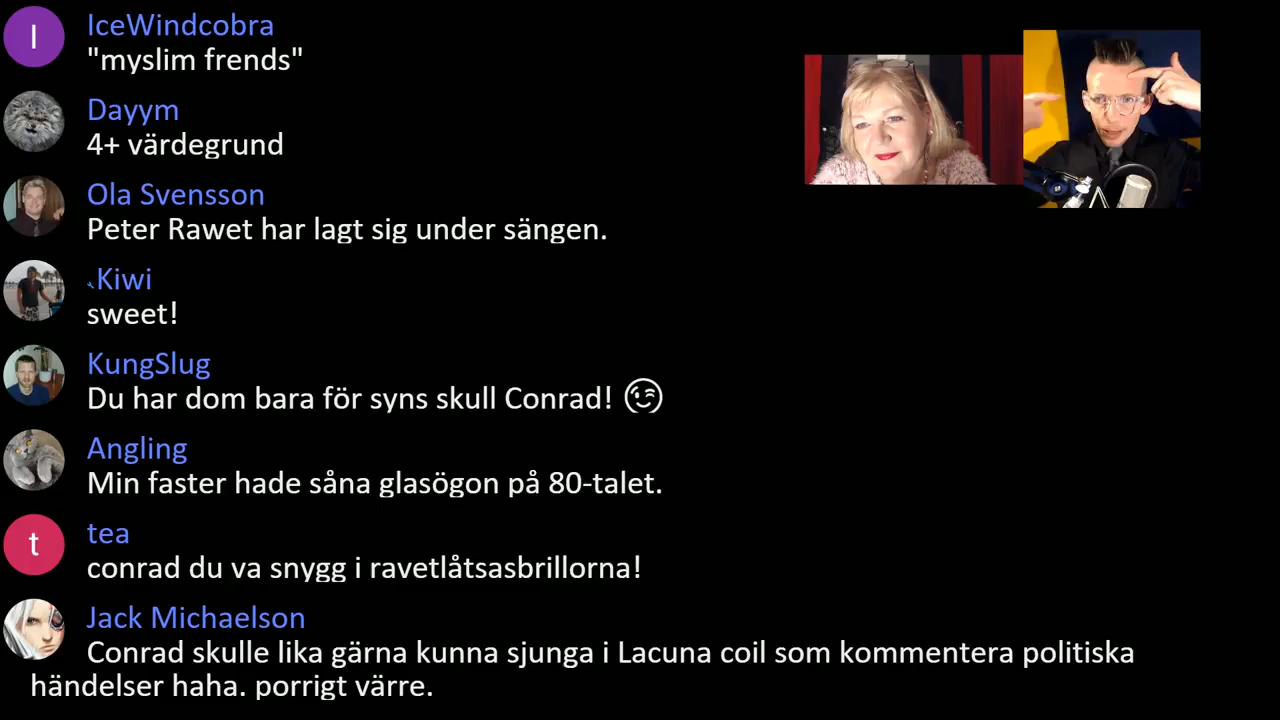 I
IceWindcobra
"myslim frends"
Dayym
4+ värdegrund
Ola Svensson
Peter Rawet har lagt sig under sängen.
Kiwi
sweet!
KungSlug
Du har dom bara för syns skull Conrad! 😉
Angling
Min faster hade såna glasögon på 80-talet.
t
tea
conrad du va snygg i ravetlåtsasbrillorna!
Jack Michaelson
Conrad skulle lika gärna kunna sjunga i Lacuna coil som kommentera politiska
händelser haha. porrigt värre.